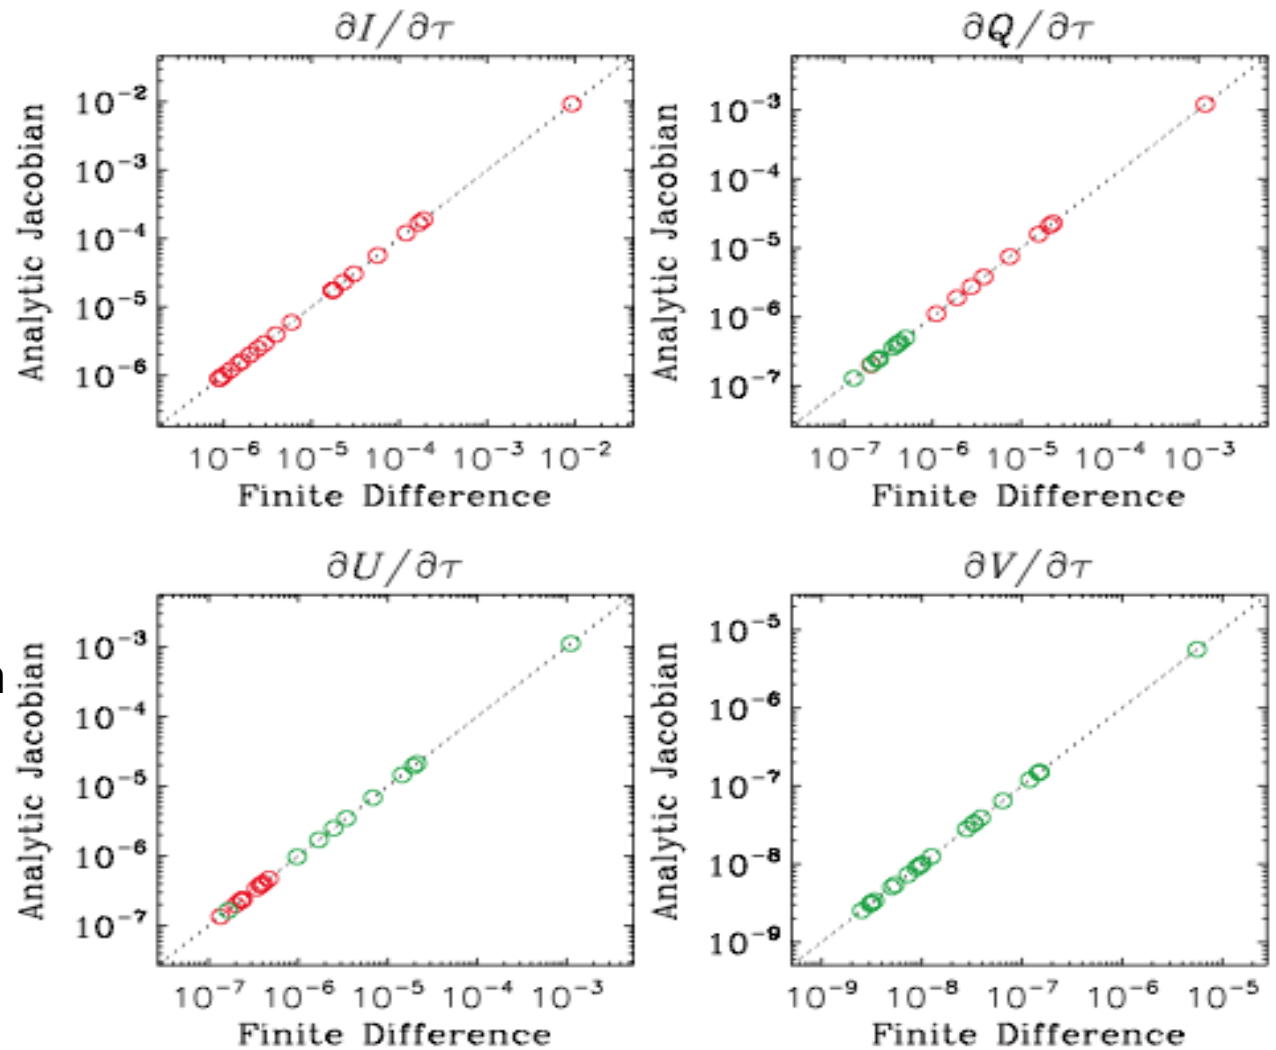 ∂I/∂τ
Analytic Jacobian
10⁻²
10⁻³
10⁻⁴
10⁻⁵
10⁻⁶
10⁻⁶ 10⁻⁵ 10⁻⁴ 10⁻³ 10⁻²
Finite Difference
∂Q/∂τ
Analytic Jacobian
10⁻³
10⁻⁴
10⁻⁵
10⁻⁶
10⁻⁷
10⁻⁷ 10⁻⁶ 10⁻⁵ 10⁻⁴ 10⁻³
Finite Difference
∂U/∂τ
Analytic Jacobian
10⁻³
10⁻⁴
10⁻⁵
10⁻⁶
10⁻⁷
10⁻⁷ 10⁻⁶ 10⁻⁵ 10⁻⁴ 10⁻³
Finite Difference
∂V/∂τ
Analytic Jacobian
10⁻⁵
10⁻⁶
10⁻⁷
10⁻⁸
10⁻⁹
10⁻⁹ 10⁻⁸ 10⁻⁷ 10⁻⁶ 10⁻⁵
Finite Difference